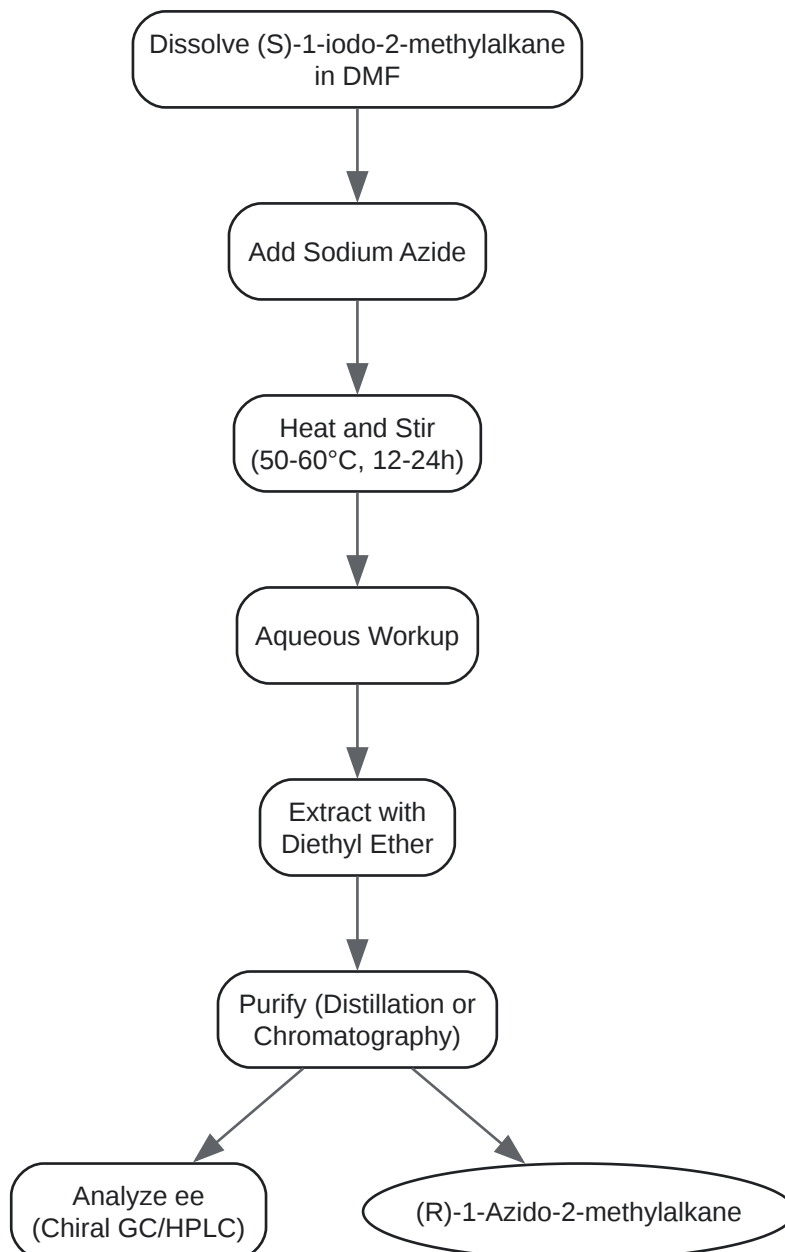 Dissolve (S)-1-iodo-2-methylalkane
in DMF
Add Sodium Azide
Heat and Stir
(50-60°C, 12-24h)
Aqueous Workup
Extract with
Diethyl Ether
Purify (Distillation or
Chromatography)
Analyze ee
(Chiral GC/HPLC)
(R)-1-Azido-2-methylalkane